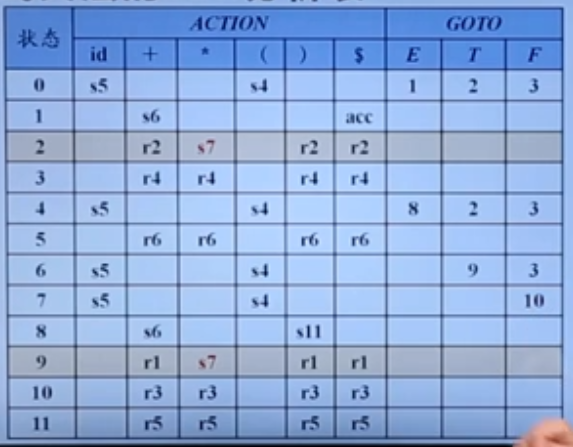 状态 ACTION GOTO
id + * ( ) $ E T F
0 s5 s4 1 2 3
1 s6 acc
2 r2 s7 r2 r2
3 r4 r4 r4 r4
4 s5 s4 8 2 3
5 r6 r6 r6 r6
6 s5 s4 9 3
7 s5 s4 10
8 s6 s11
9 r1 s7 r1 r1
10 r3 r3 r3 r3
11 r5 r5 r5 r5